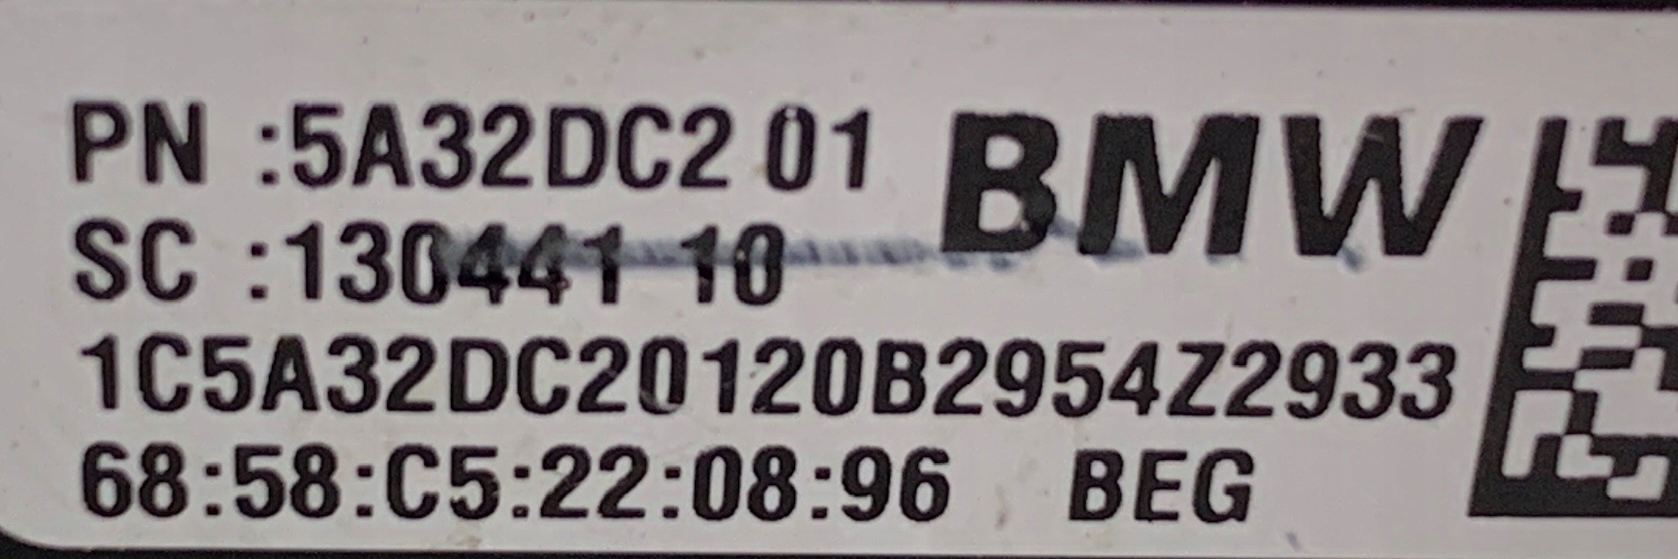 PN :5A32DC2 01 BMW
SC :130441 10
1C5A32DC20120B2954Z2933
68:58:C5:22:08:96 BEG